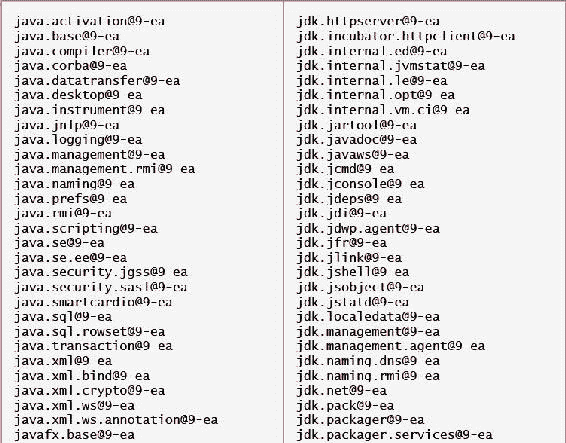 java.activation@9-ea
java.base@9-ea
java.compiler@9-ea
java.corba@9-ea
java.datatransfer@9-ea
java.desktop@9-ea
java.instrument@9-ea
java.jnlp@9-ea
java.logging@9-ea
java.management@9-ea
java.management.rmi@9-ea
java.naming@9-ea
java.prefs@9-ea
java.rmi@9-ea
java.scripting@9-ea
java.se@9-ea
java.se.ee@9-ea
java.security.jgss@9-ea
java.security.sasl@9-ea
java.smartcardio@9-ea
java.sql@9-ea
java.sql.rowset@9-ea
java.transaction@9-ea
java.xml@9-ea
java.xml.bind@9-ea
java.xml.crypto@9-ea
java.xml.ws@9-ea
java.xml.ws.annotation@9-ea
javafx.base@9-ea
jdk.httpserver@9-ea
jdk.incubator.httpclient@9-ea
jdk.internal.ed@9-ea
jdk.internal.jvmstat@9-ea
jdk.internal.le@9-ea
jdk.internal.opt@9-ea
jdk.internal.vm.ci@9-ea
jdk.jartool@9-ea
jdk.javadoc@9-ea
jdk.javaws@9-ea
jdk.jcmd@9-ea
jdk.jconsole@9-ea
jdk.jdeps@9-ea
jdk.jdi@9-ea
jdk.jdwp.agent@9-ea
jdk.jfr@9-ea
jdk.jlink@9-ea
jdk.jshell@9-ea
jdk.jsobject@9-ea
jdk.jstatd@9-ea
jdk.localedata@9-ea
jdk.management@9-ea
jdk.management.agent@9-ea
jdk.naming.dns@9-ea
jdk.naming.rmi@9-ea
jdk.net@9-ea
jdk.pack@9-ea
jdk.packager@9-ea
jdk.packager.services@9-ea